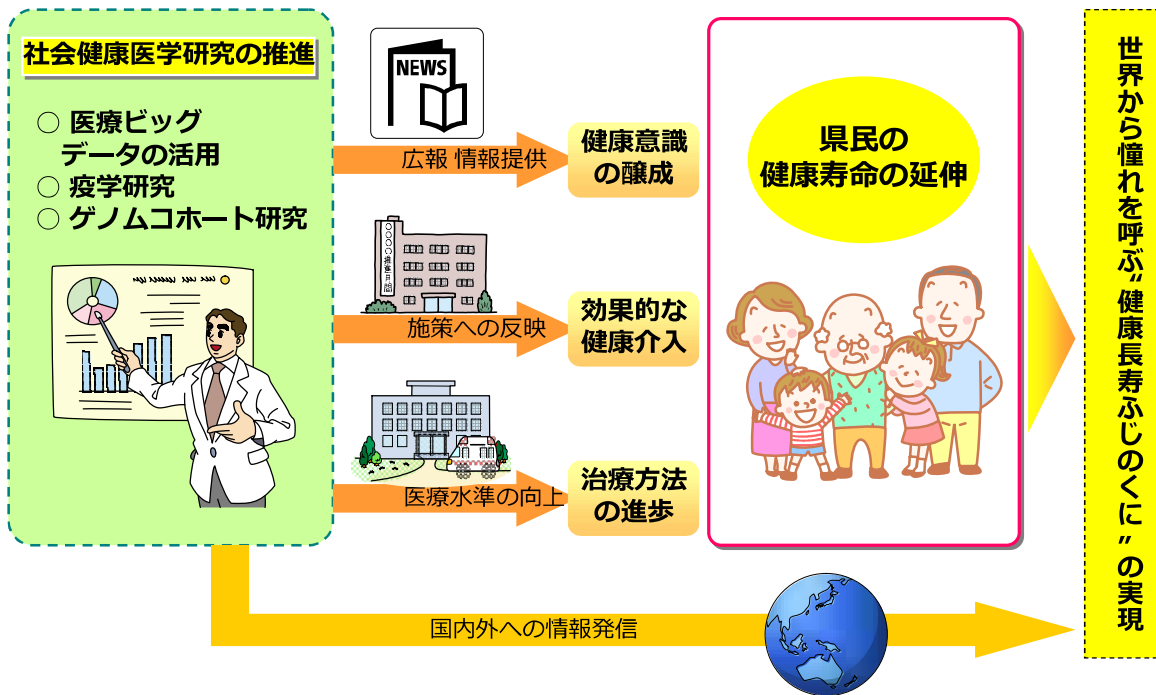 社会健康医学研究の推進
○ 医療ビッグ
データの活用
○ 疫学研究
○ ゲノムコホート研究
NEWS
広報 情報提供
健康意識
の醸成
施策への反映
効果的な
健康介入
医療水準の向上
治療方法
の進歩
県民の
健康寿命の延伸
世界から憧れを呼ぶ“健康長寿ふじのくに”の実現
国内外への情報発信